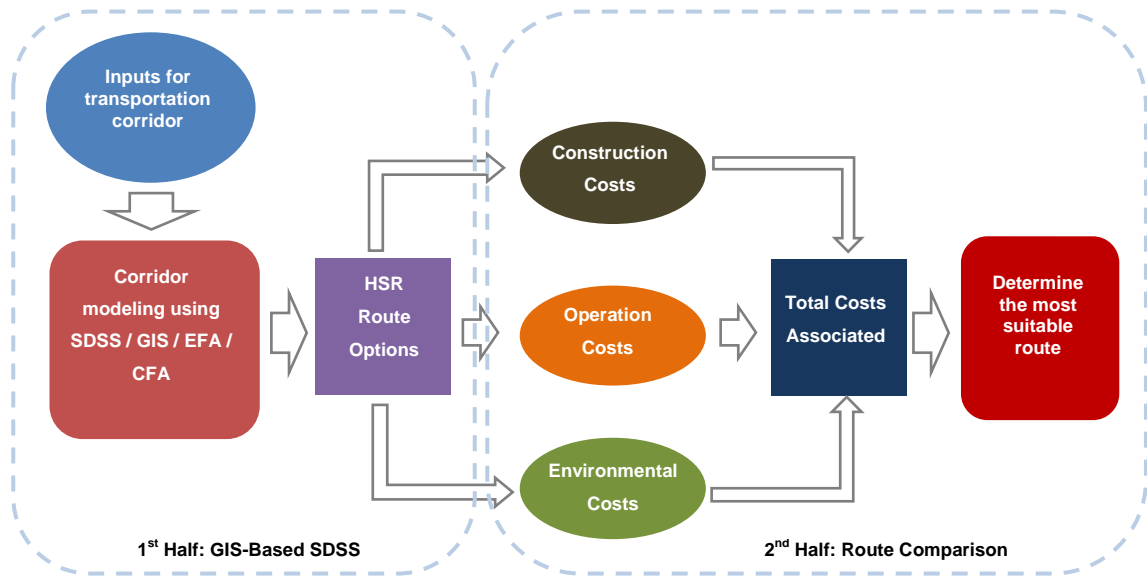 Inputs for
transportation
corridor
Corridor
modeling using
SDSS / GIS / EFA /
CFA
HSR
Route
Options
Construction
Costs
Operation
Costs
Environmental
Costs
Total Costs
Associated
Determine
the most
suitable
route
1st Half: GIS-Based SDSS
2nd Half: Route Comparison